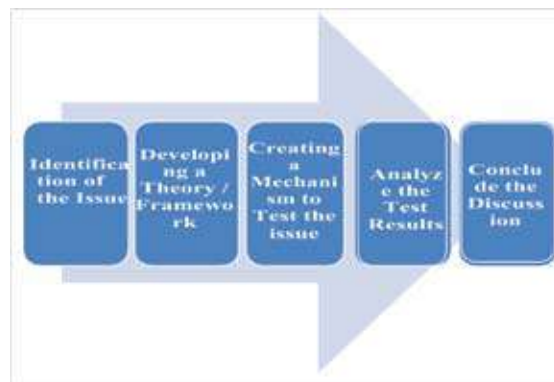 Identifica
tion of
the Issue
Developi
ng a
Theory /
Framewo
rk
Creating
a
Mechani
sm to
Test the
issue
Analyz
e the
Test
Results
Conclu
de the
Discuss
ion